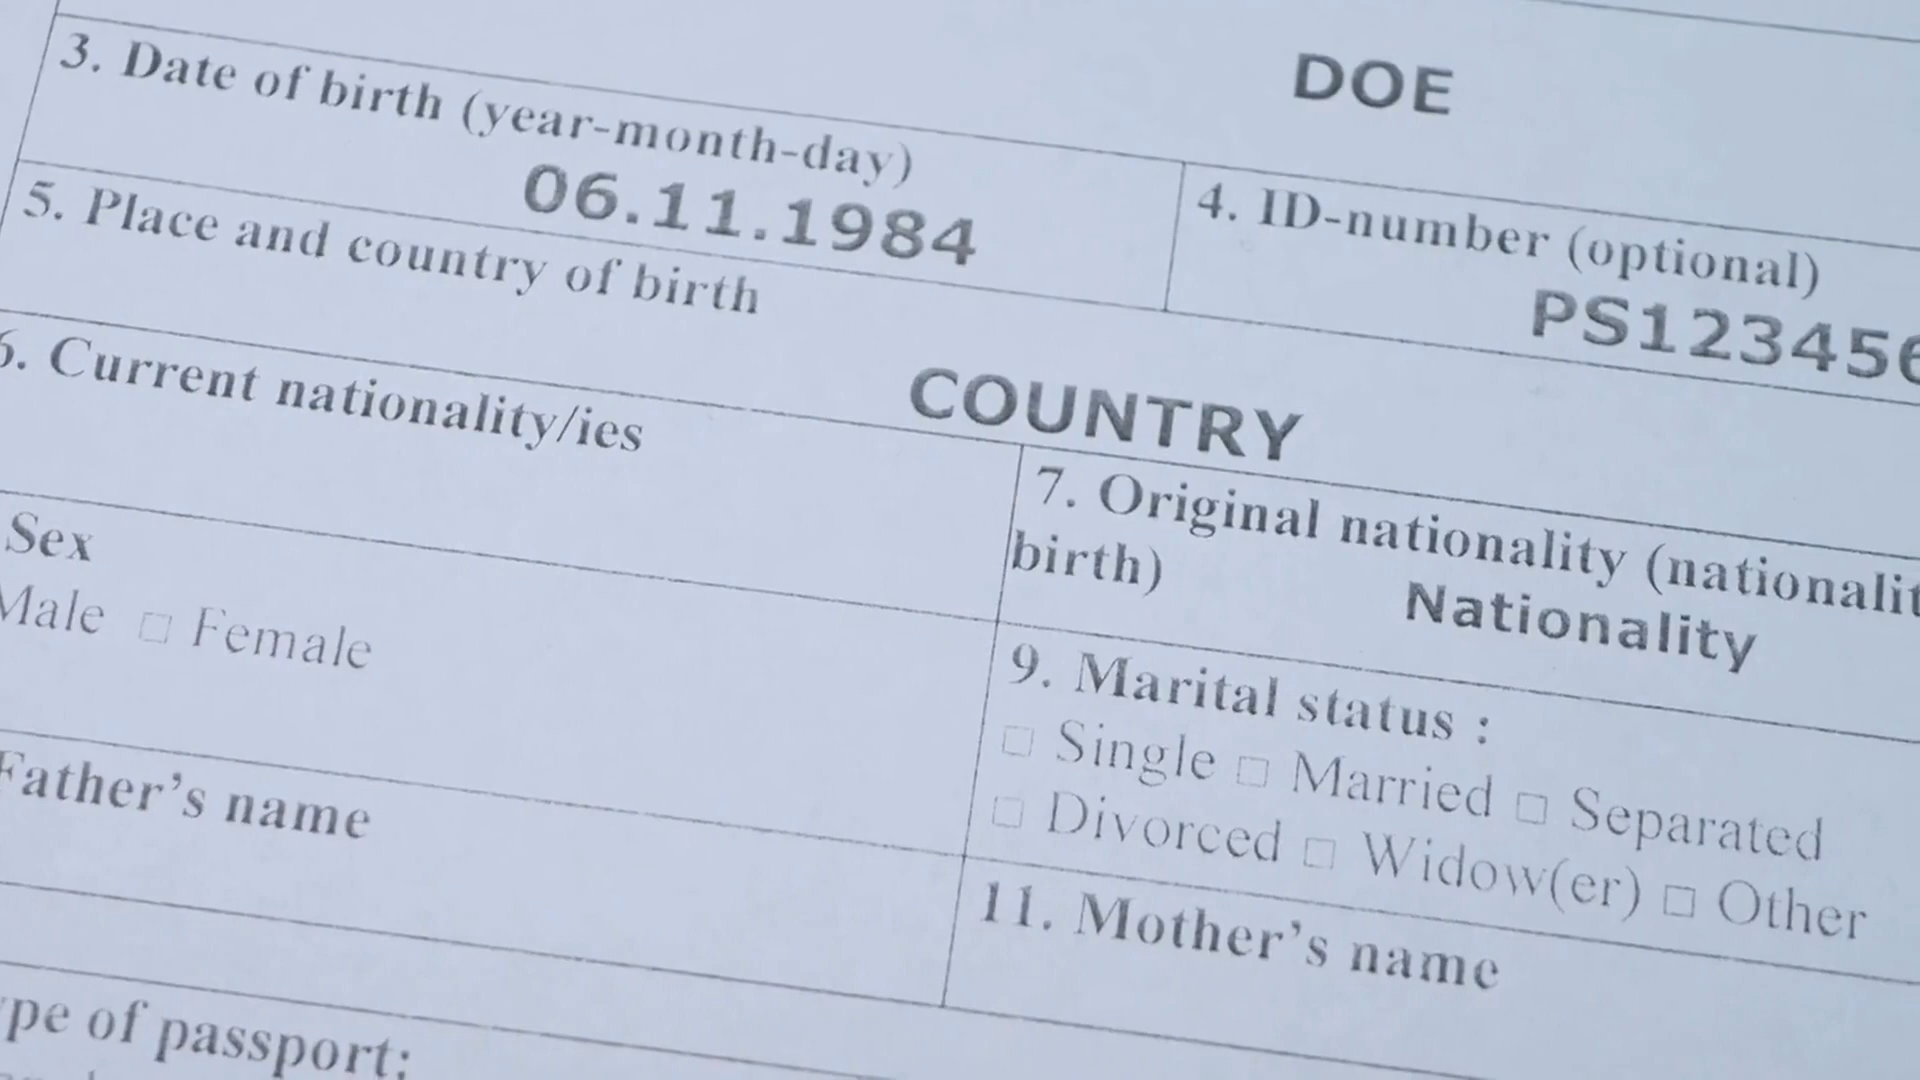 DOE
3. Date of birth (year-month-day)
06.11.1984
4. ID-number (optional)
PS123456
5. Place and country of birth
COUNTRY
6. Current nationality/ies
7. Original nationality (nationalit
birth)
Nationality
Sex
Male □ Female
9. Marital status :
□ Single □ Married □ Separated
□ Divorced □ Widow(er) □ Other
Father's name
11. Mother's name
ype of passport: